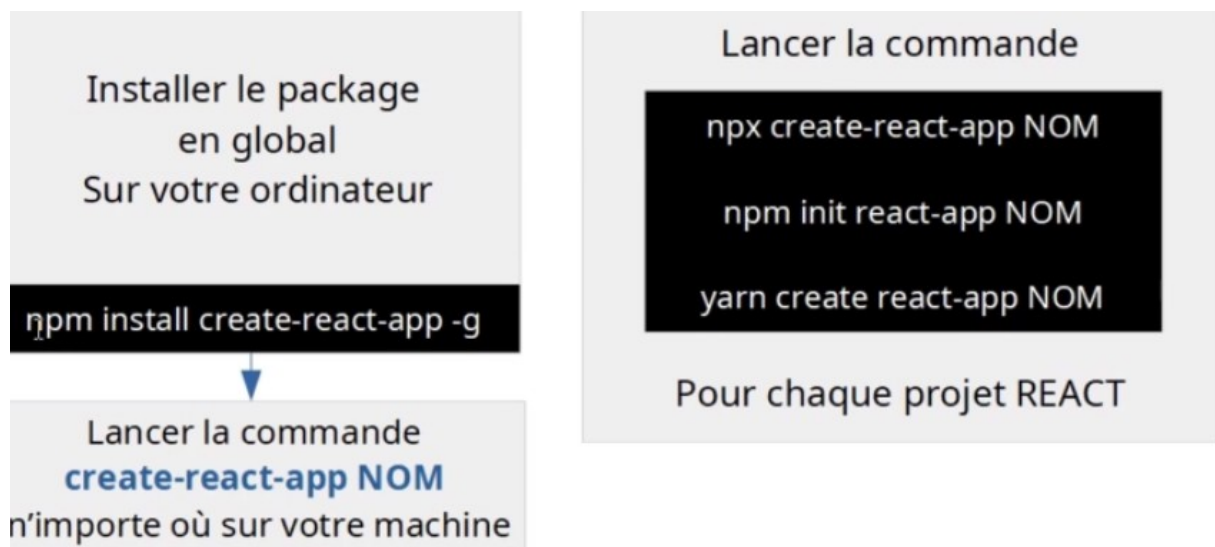 Installer le package
en global
Sur votre ordinateur
npm install create-react-app -g
Lancer la commande
create-react-app NOM
n'importe où sur votre machine
Lancer la commande
npx create-react-app NOM
npm init react-app NOM
yarn create react-app NOM
Pour chaque projet REACT